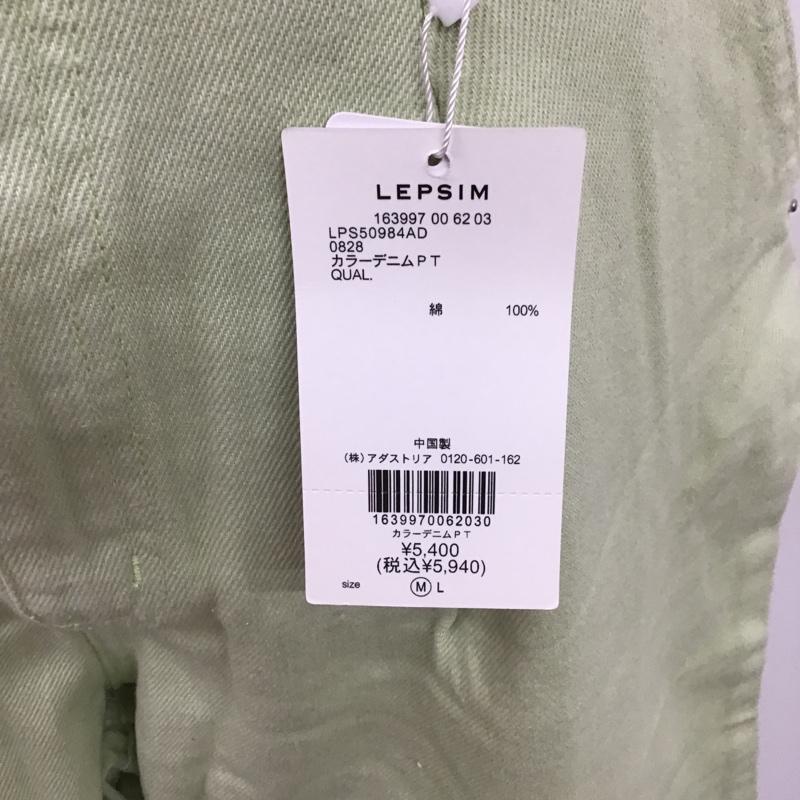 LEPSIM
163997 00 62 03
LPS50984AD
0828
カラーデニムPT
QUAL.
綿 100%
中国製
(株)アダストリア 0120-601-162
1639970062030
カラーデニムPT
¥5,400
(税込¥5,940)
size Ⓜ L